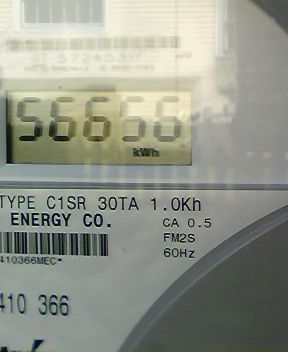 56656
kWh
TYPE C1SR 30TA 1.0Kh
ENERGY CO.
CA 0.5
FM2S
60Hz
410366MEC*
410 366